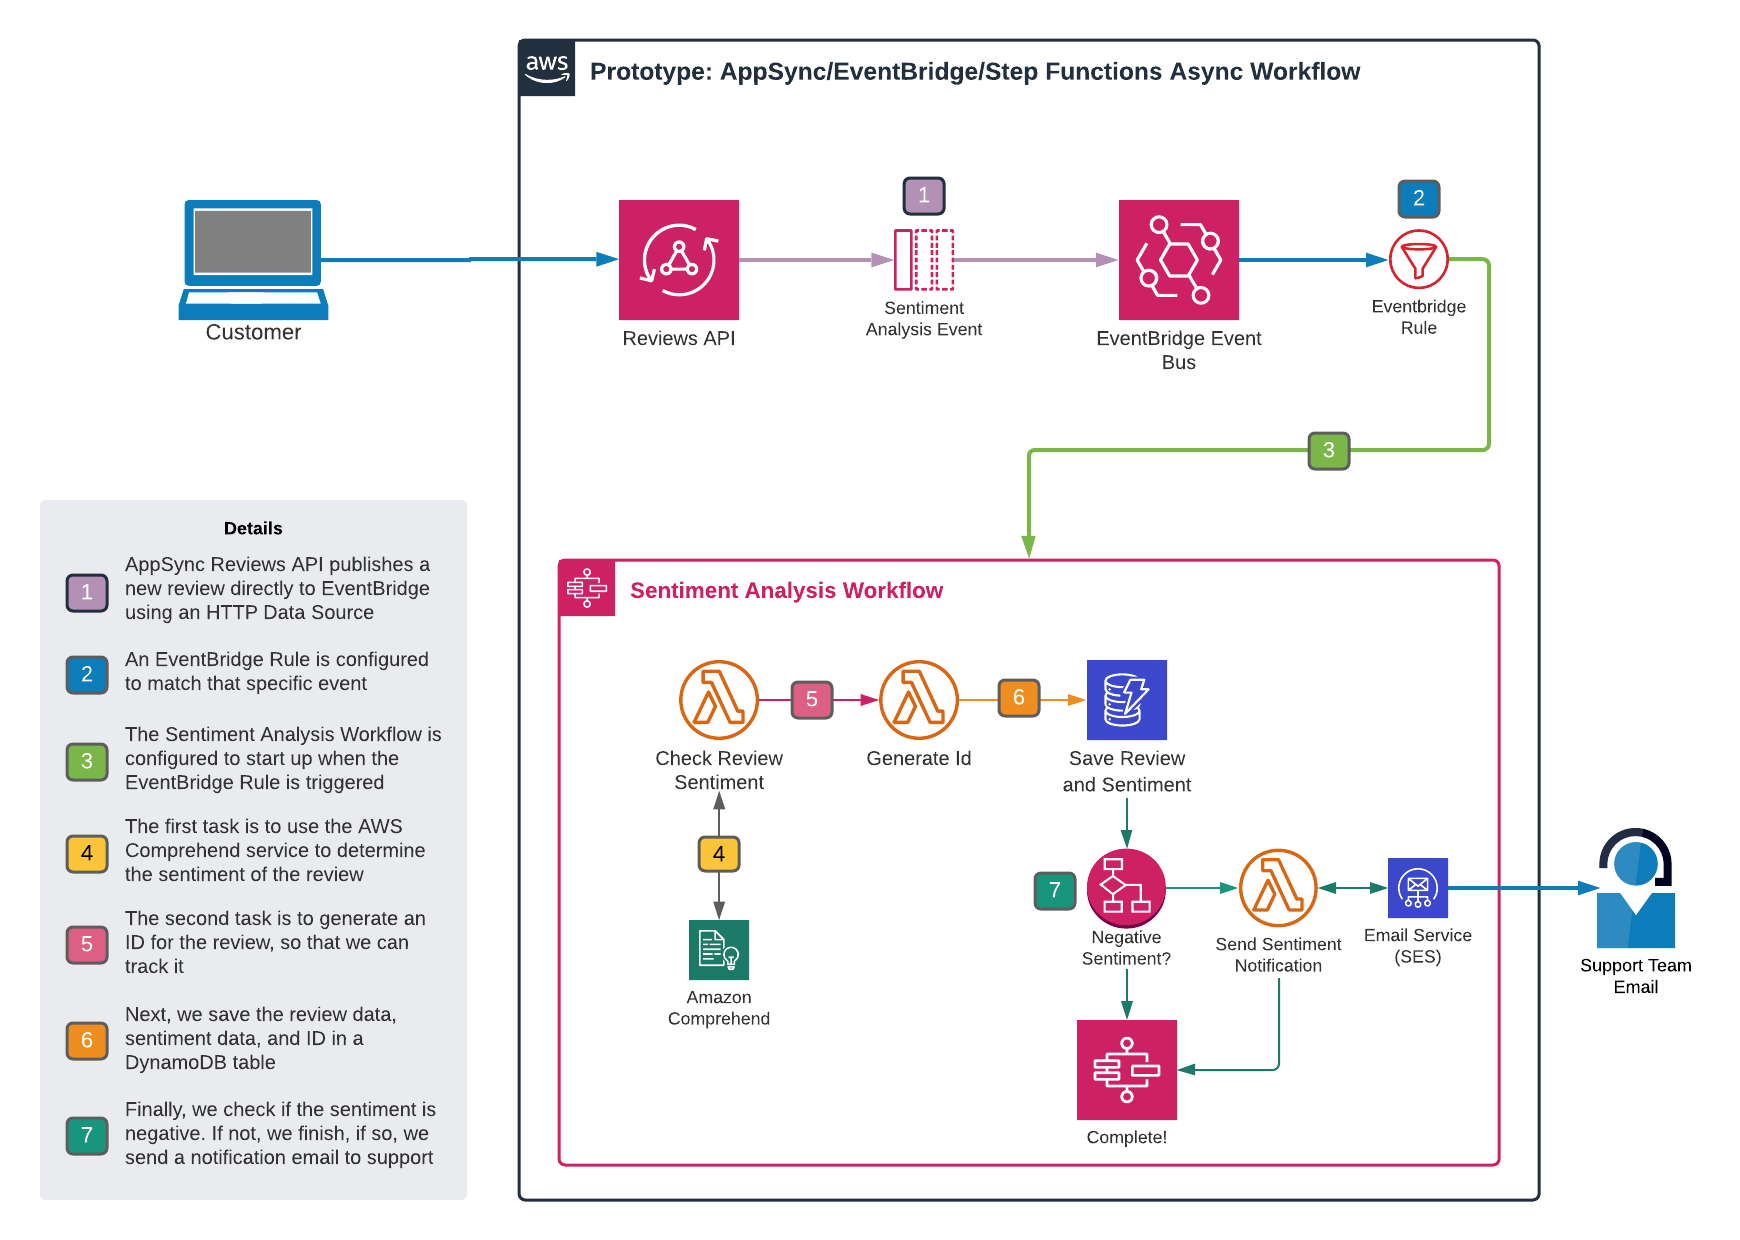 aws
Prototype: AppSync/EventBridge/Step Functions Async Workflow
1
2
Customer
Reviews API
Sentiment
Analysis Event
EventBridge Event
Bus
Eventbridge
Rule
3
Details
1
AppSync Reviews API publishes a
new review directly to EventBridge
using an HTTP Data Source
2
An EventBridge Rule is configured
to match that specific event
3
The Sentiment Analysis Workflow is
configured to start up when the
EventBridge Rule is triggered
4
The first task is to use the AWS
Comprehend service to determine
the sentiment of the review
5
The second task is to generate an
ID for the review, so that we can
track it
6
Next, we save the review data,
sentiment data, and ID in a
DynamoDB table
7
Finally, we check if the sentiment is
negative. If not, we finish, if so, we
send a notification email to support
Sentiment Analysis Workflow
5
6
Check Review
Sentiment
Generate Id
Save Review
and Sentiment
4
Amazon
Comprehend
7
Negative
Sentiment?
Send Sentiment
Notification
Email Service
(SES)
Support Team
Email
Complete!